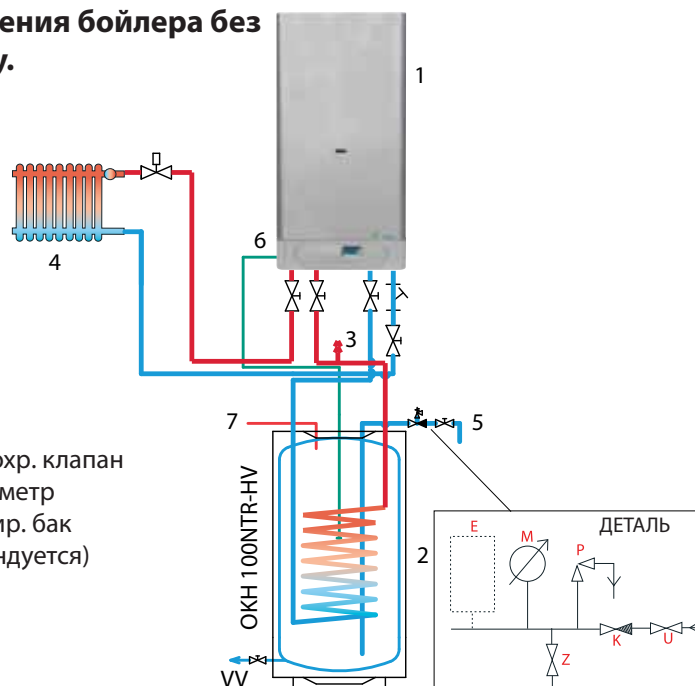 ения бойлера без
у.
1
6
4
3
7
5
охр. клапан
метр
ир. бак
ндуется)
OKH 100NTR-HV
2
ДЕТАЛЬ
E
M
P
K
U
Z
VV